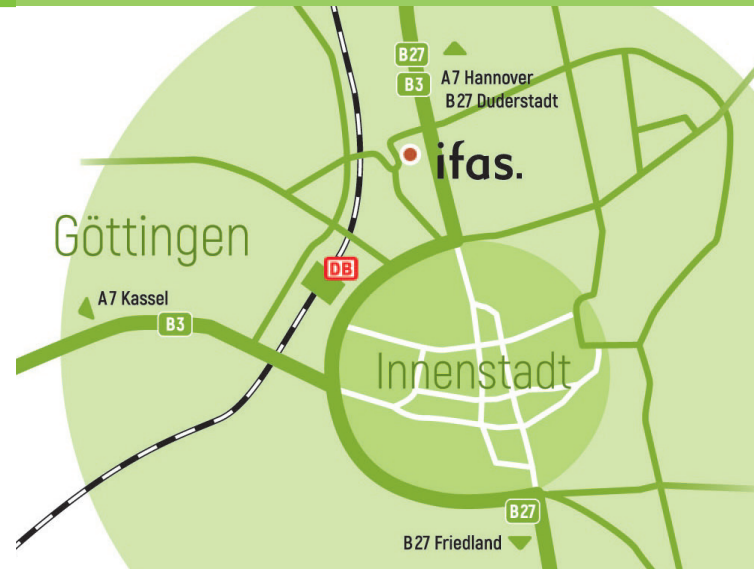 B27
B3
A7 Hannover
B27 Duderstadt
ifas.
Göttingen
DB
A7 Kassel
B3
Innenstadt
B27
B27 Friedland